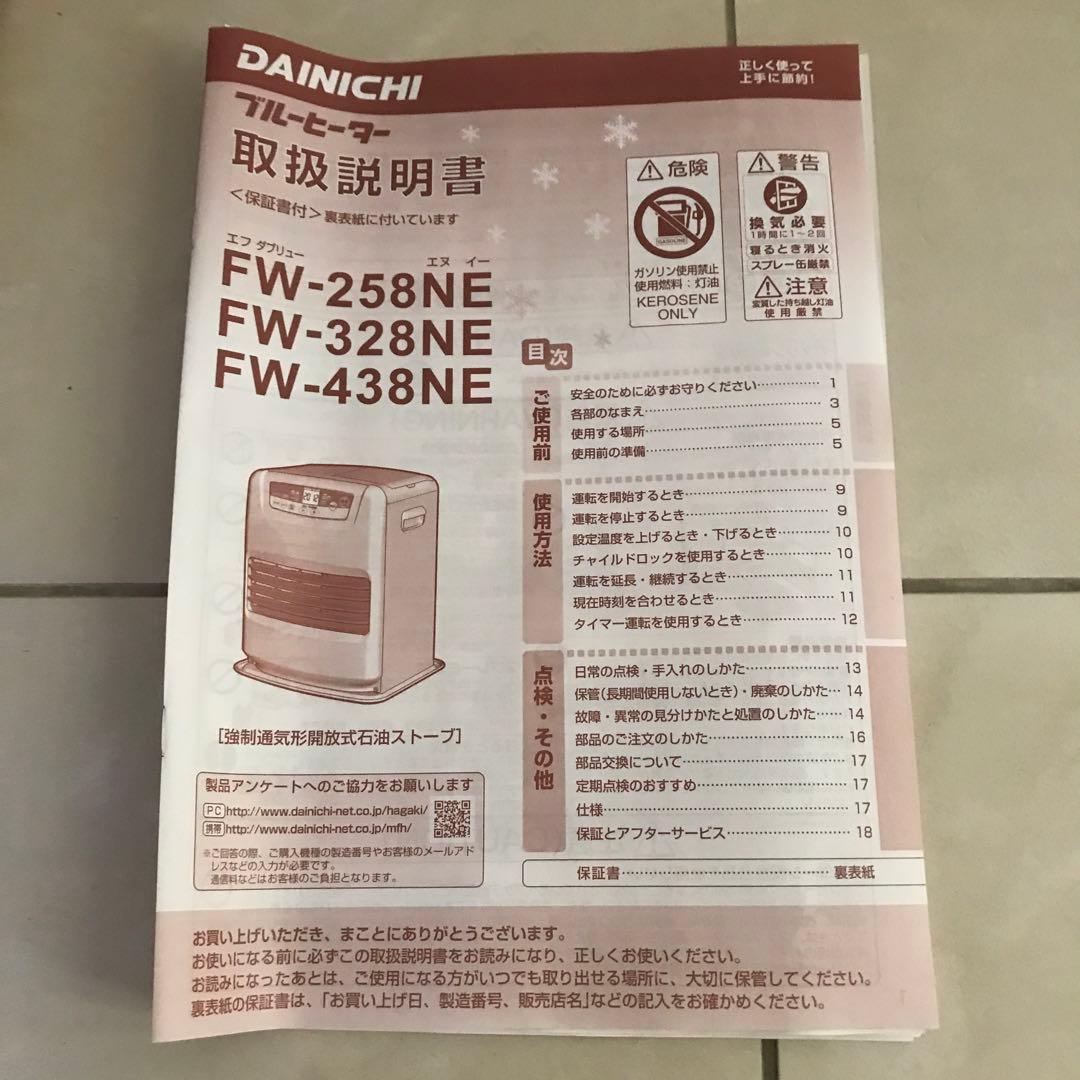 DAINICHI
正しく使って
上手に節約!
ブルーヒーター
取扱説明書
<保証書付>裏表紙に付いています
エフ ダブリュー
エヌ イー
FW-258NE
FW-328NE
FW-438NE
危険
GASOLINE
ガソリン使用禁止
使用燃料:灯油
KEROSENE
ONLY
警告
換気必要
1時間に1~2回
寝るとき消火
スプレー缶厳禁
注意
変質した持ち越し灯油
使用厳禁
目次
ご使用前
安全のために必ずお守りください……………1
各部のなまえ……………3
使用する場所……………5
使用前の準備……………5
使用方法
運転を開始するとき……………9
運転を停止するとき……………9
設定温度を上げるとき・下げるとき…………10
チャイルドロックを使用するとき…………10
運転を延長・継続するとき……………11
現在時刻を合わせるとき……………11
タイマー運転を使用するとき……………12
点検・その他
日常の点検・手入れのしかた……………13
保管(長期間使用しないとき)・廃棄のしかた…14
故障・異常の見分けかたと処置のしかた……14
部品のご注文のしかた……………16
部品交換について……………17
定期点検のおすすめ……………17
仕様……………17
保証とアフターサービス……………18
保証書……………裏表紙
[強制通気形開放式石油ストーブ]
製品アンケートへのご協力をお願いします
PC http://www.dainichi-net.co.jp/hagaki/
携帯 http://www.dainichi-net.co.jp/mfh/
※ご回答の際、ご購入機種の製造番号やお客様のメールアド
レスなどの入力が必要です。
通信料などはお客様のご負担となります。
お買い上げいただき、まことにありがとうございます。
お使いになる前に必ずこの取扱説明書をお読みになり、正しくお使いください。
お読みになったあとは、ご使用になる方がいつでも取り出せる場所に、大切に保管してください。
裏表紙の保証書は、「お買い上げ日、製造番号、販売店名」などの記入をお確かめください。